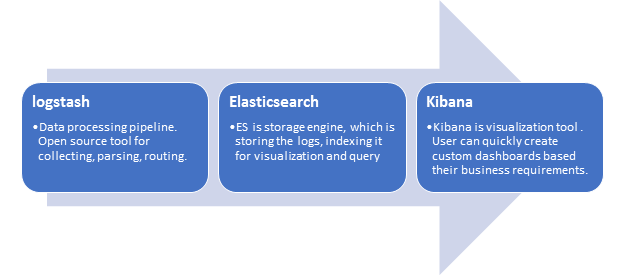 logstash
•Data processing pipeline.
Open source tool for
collecting, parsing, routing.
Elasticsearch
•ES is storage engine, which is
storing the logs, indexing it
for visualization and query
Kibana
•Kibana is visualization tool .
User can quickly create
custom dashboards based
their business requirements.